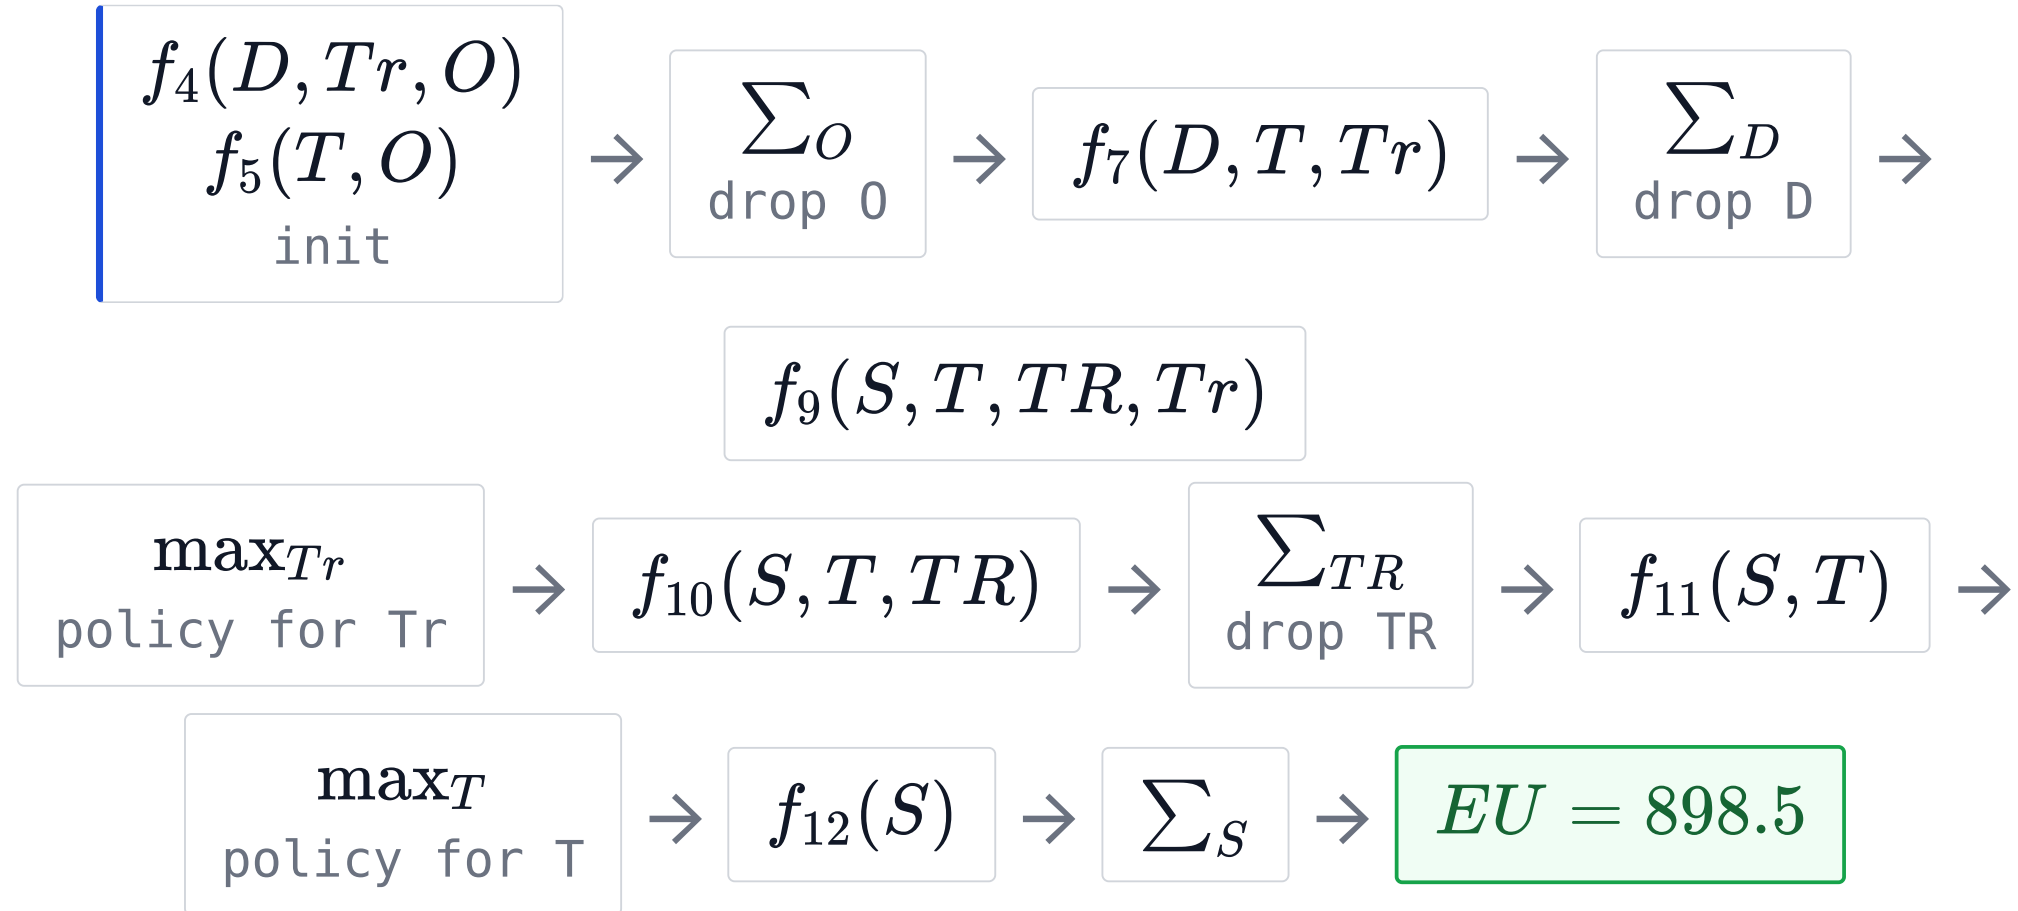 f₄(D, Tr, O)
f₅(T, O)
init
→
∑_O
drop O
→
f₇(D, T, Tr)
→
∑_D
drop D
→
f₉(S, T, TR, Tr)
max_Tr
policy for Tr
→
f₁₀(S, T, TR)
→
∑_TR
drop TR
→
f₁₁(S, T)
→
max_T
policy for T
→
f₁₂(S)
→
∑_S
→
EU = 898.5